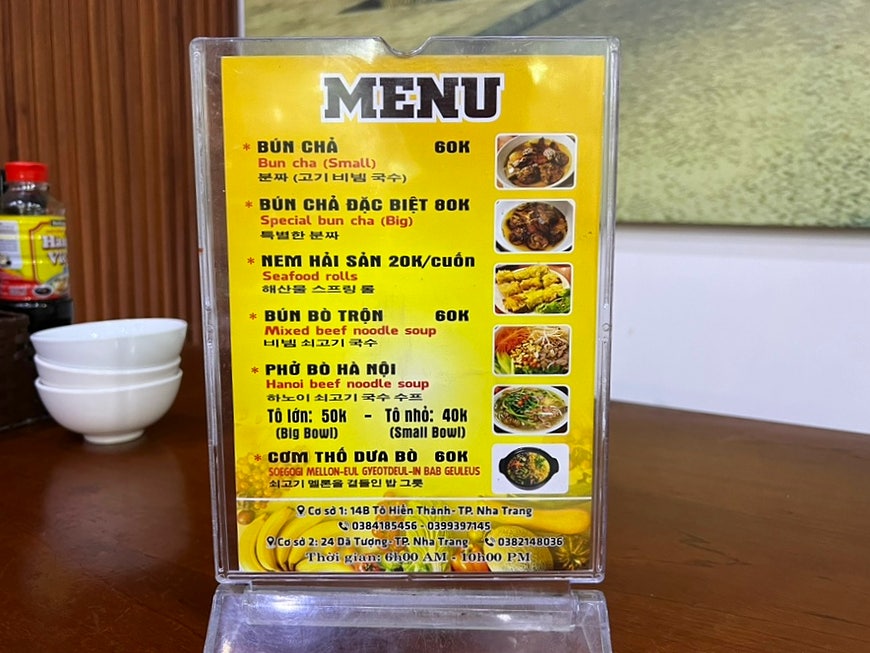 MENU
* BÚN CHẢ 60K
Bun cha (Small)
분짜 (고기 비빔 국수)
* BÚN CHẢ ĐẶC BIỆT 80K
Special bun cha (Big)
특별한 분짜
* NEM HẢI SẢN 20K/cuốn
Seafood rolls
해산물 스프링 롤
* BÚN BÒ TRỘN 60K
Mixed beef noodle soup
비빔 쇠고기 국수
* PHỞ BÒ HÀ NỘI
Hanoi beef noodle soup
하노이 쇠고기 국수 수프
Tô lớn: 50k - Tô nhỏ: 40k
(Big Bowl) (Small Bowl)
* CƠM THỐ DƯA BÒ 60K
SOEGOGI MELLON-EUL GYEOTDEUL-IN BAB GEULEUS
쇠고기 멜론을 곁들인 밥 그릇
Cơ sở 1: 14B Tô Hiến Thành- TP. Nha Trang
0384185456 - 0399397145
Cơ sở 2: 24 Dã Tượng- TP. Nha Trang 0382148036
Thời gian: 6h00 AM - 10h00 PM